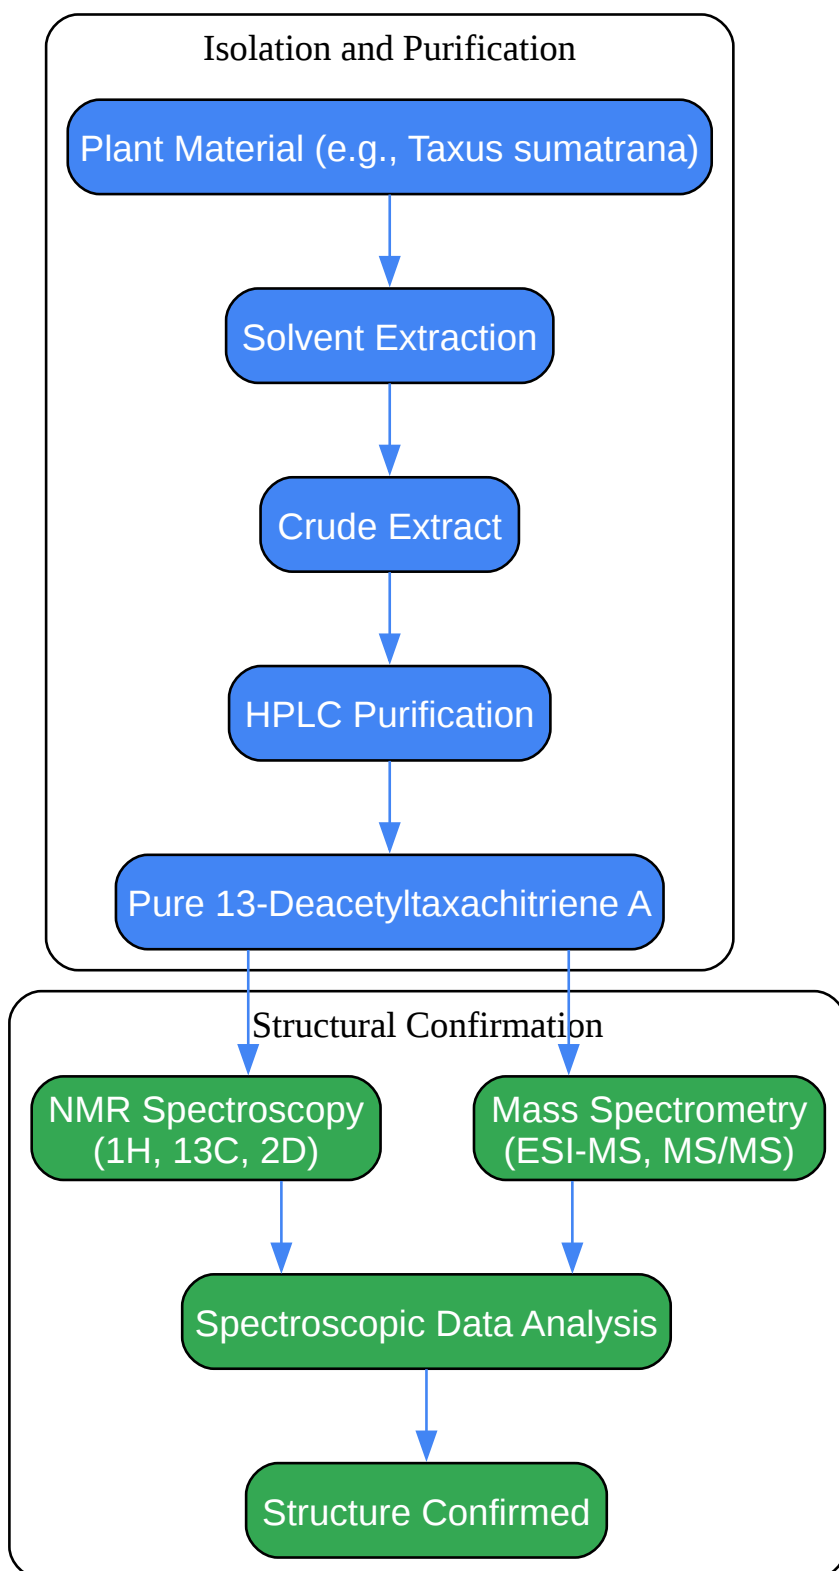 Isolation and Purification
Plant Material (e.g., Taxus sumatrana)
Solvent Extraction
Crude Extract
HPLC Purification
Pure 13-Deacetyltaxachitriene A
Structural Confirmation
NMR Spectroscopy
(1H, 13C, 2D)
Mass Spectrometry
(ESI-MS, MS/MS)
Spectroscopic Data Analysis
Structure Confirmed